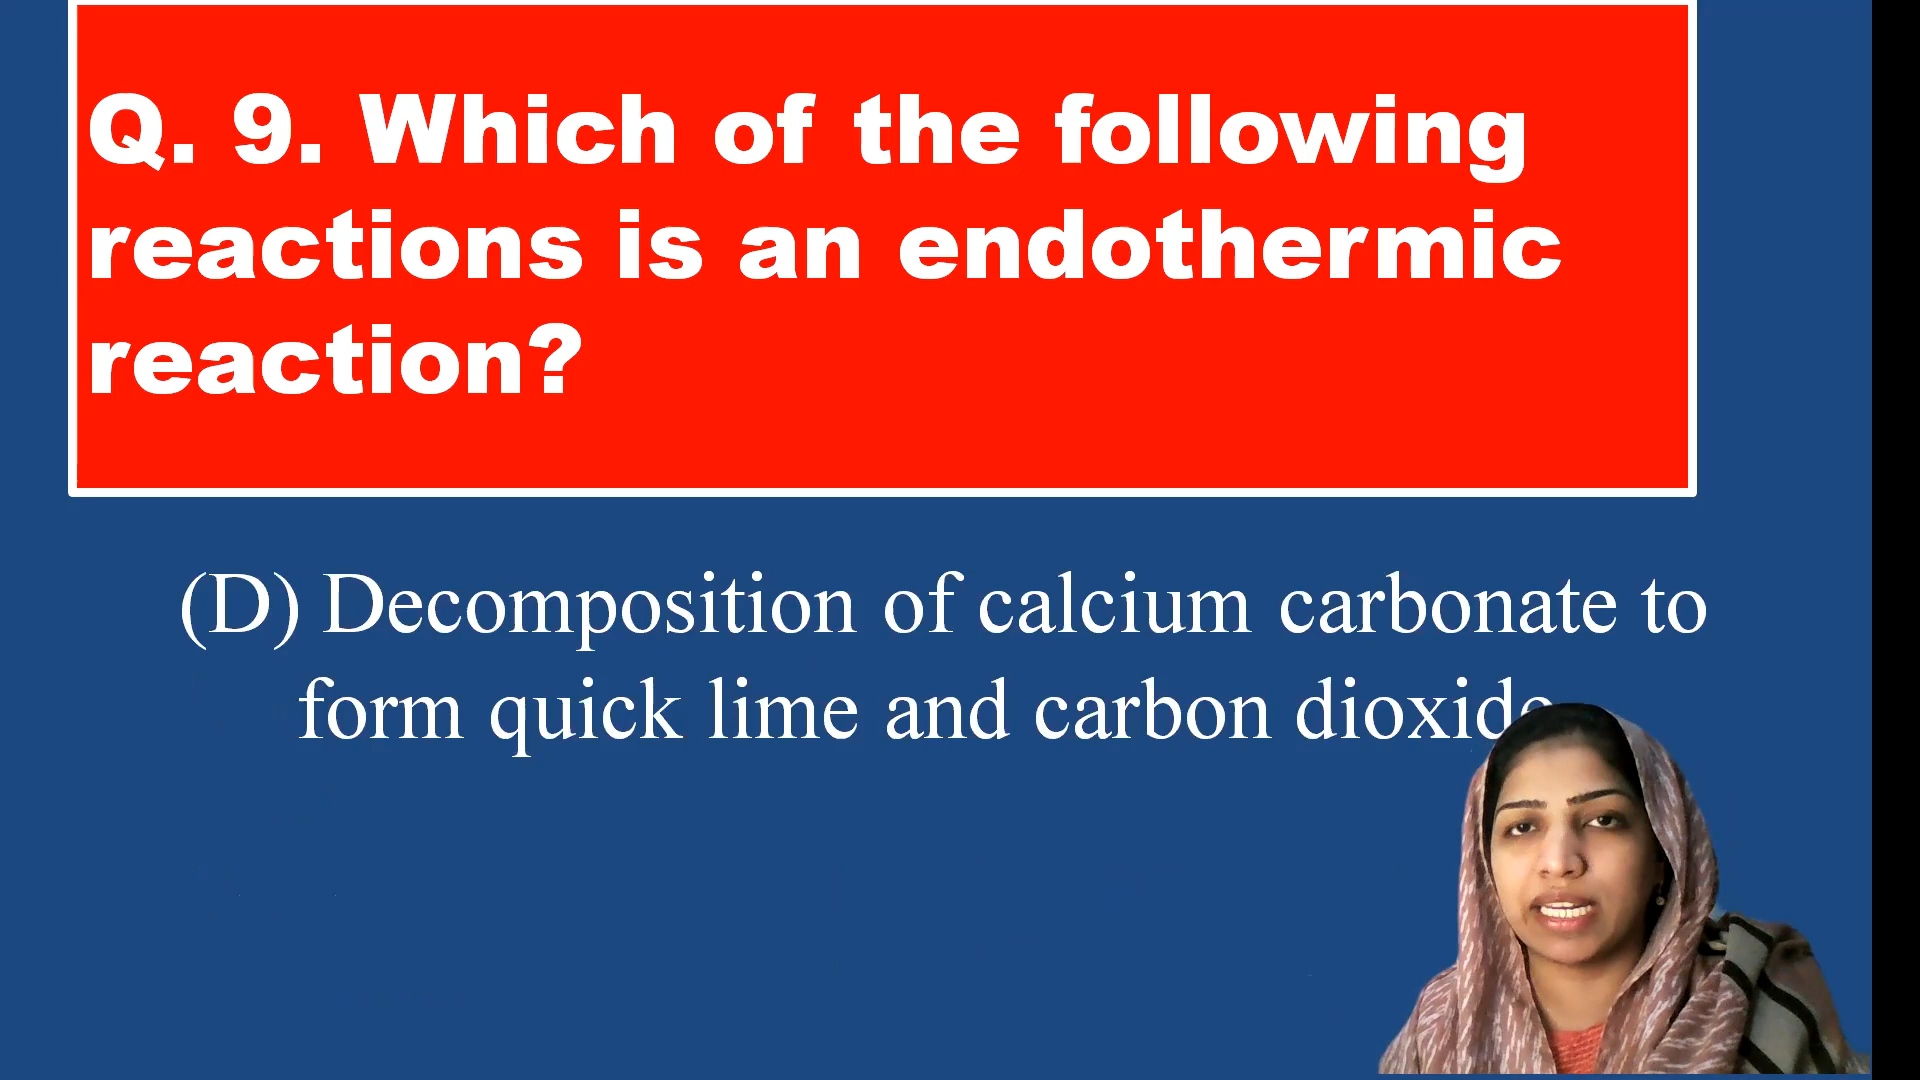 Q. 9. Which of the following
reactions is an endothermic
reaction?
(D) Decomposition of calcium carbonate to
form quick lime and carbon dioxide